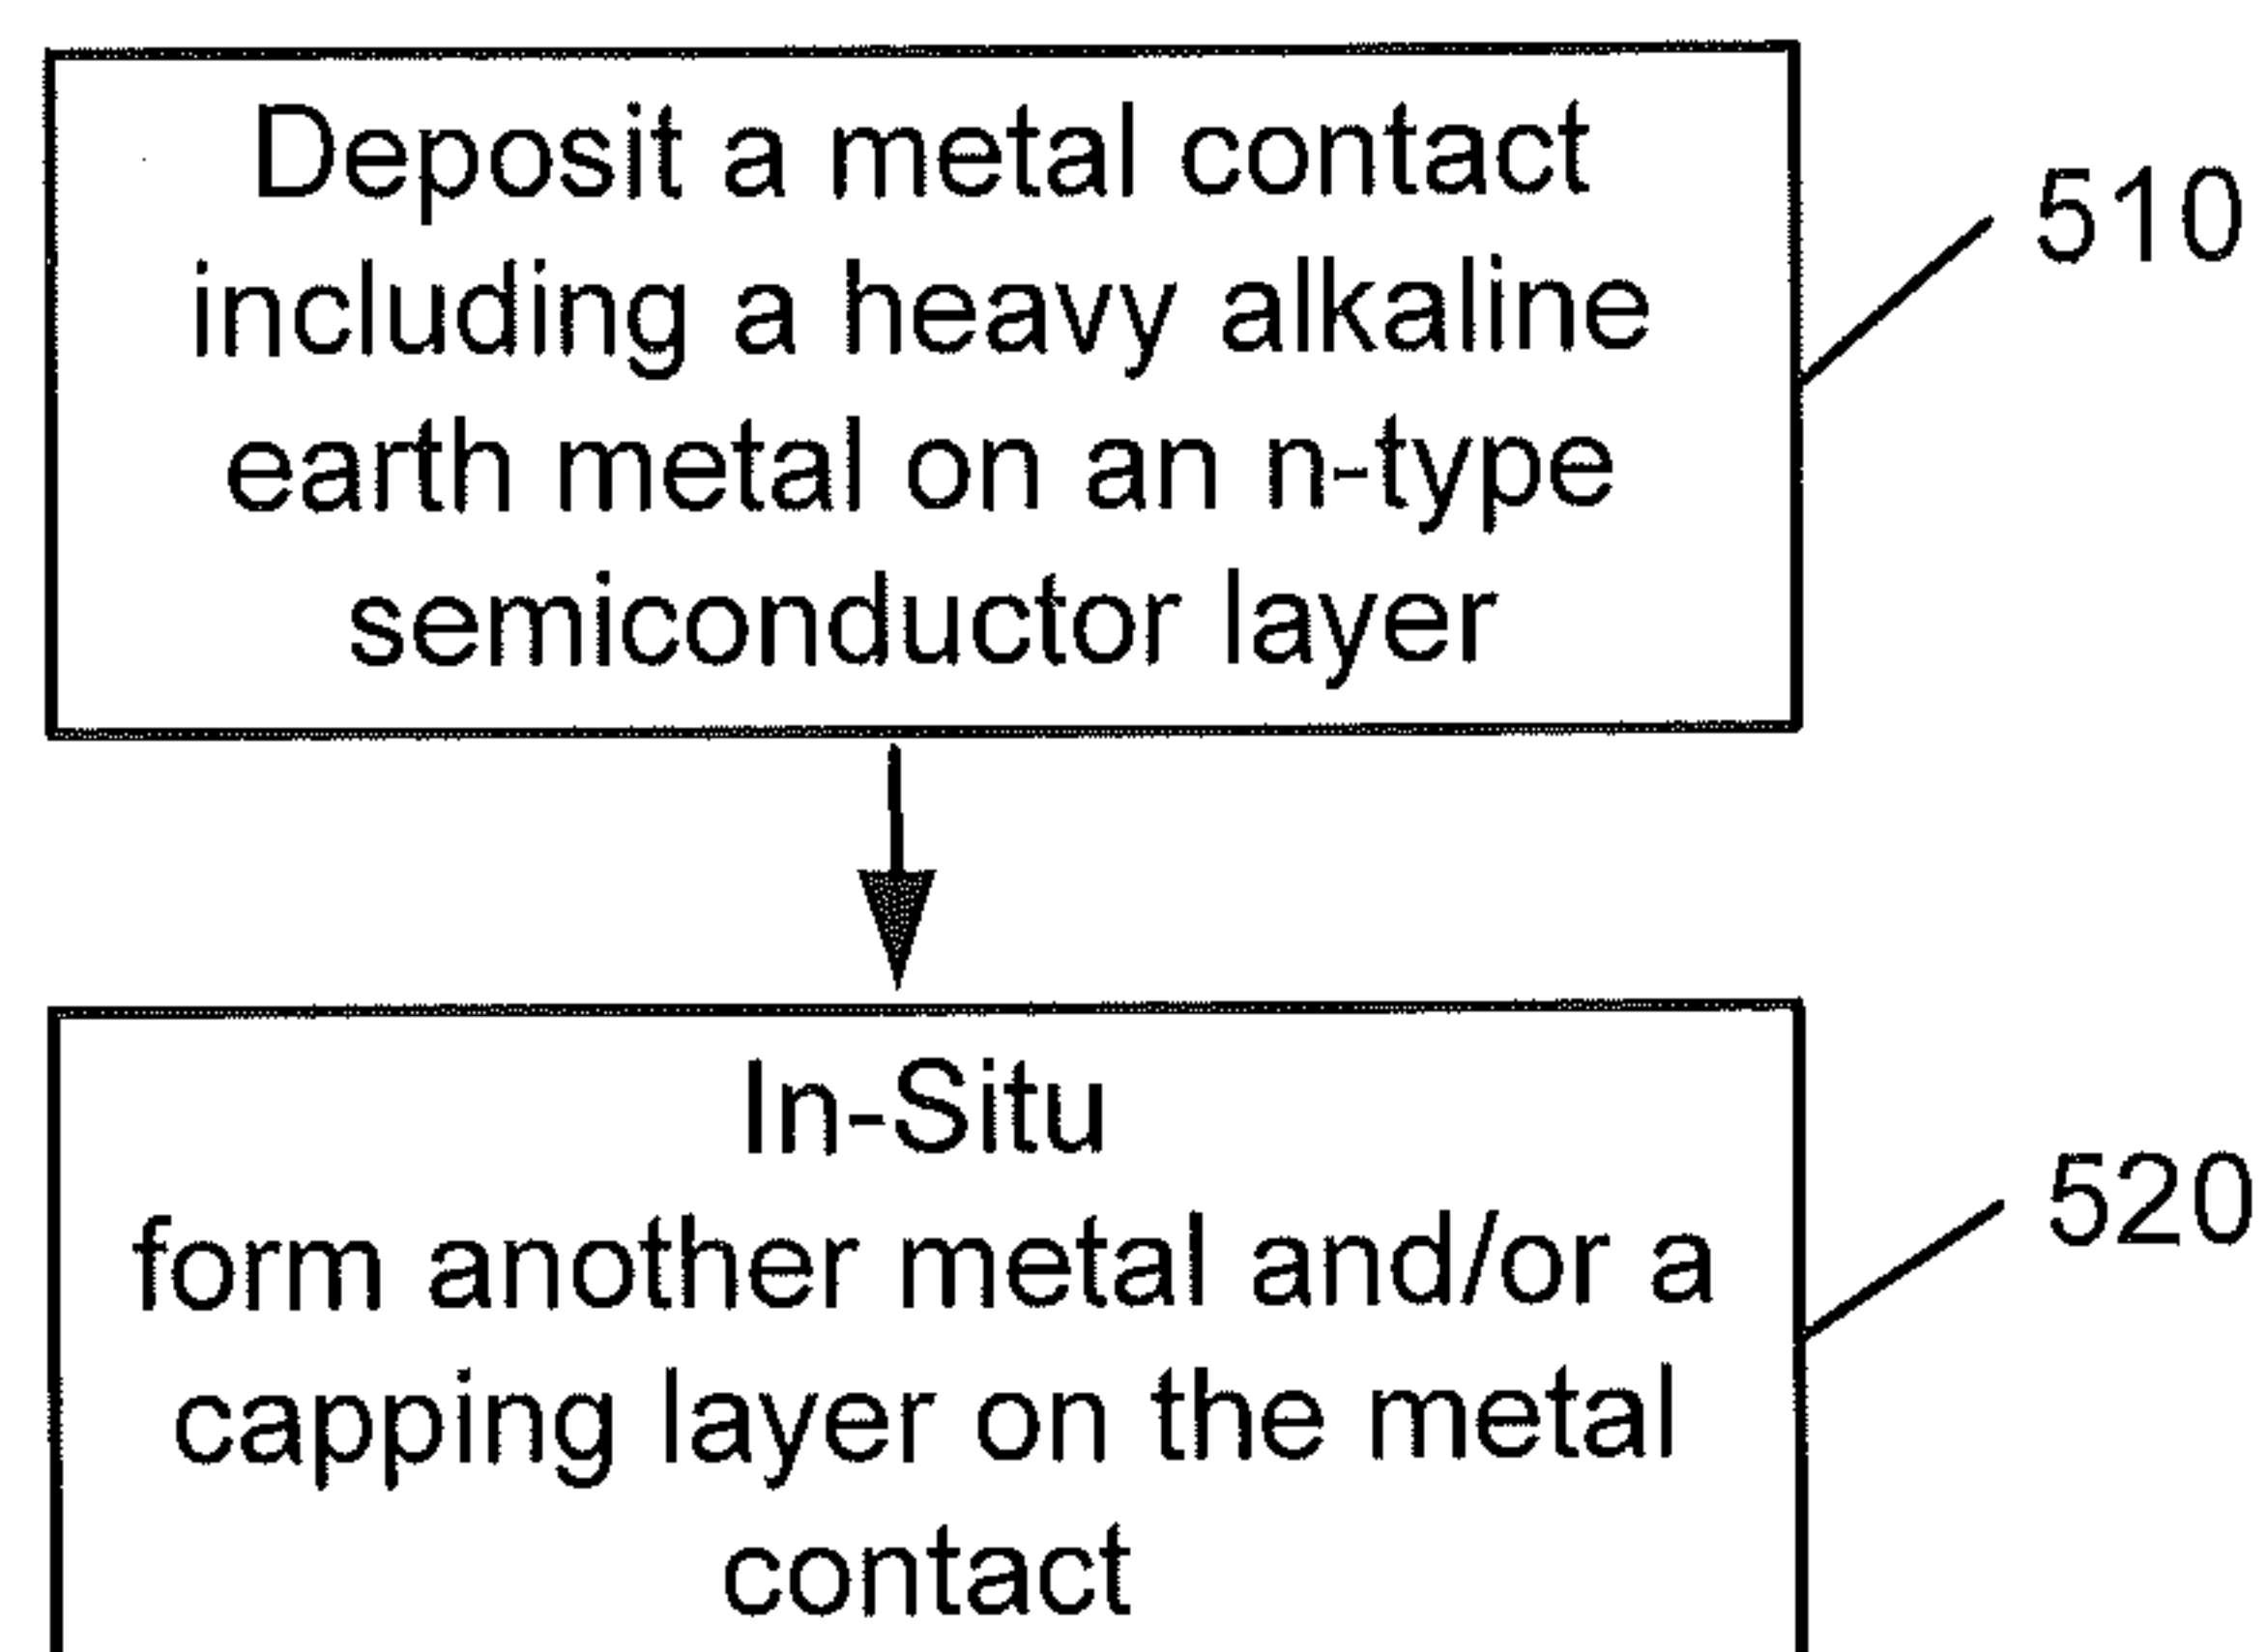 Deposit a metal contact
including a heavy alkaline
earth metal on an n-type
semiconductor layer
510
In-Situ
form another metal and/or a
capping layer on the metal
contact
520